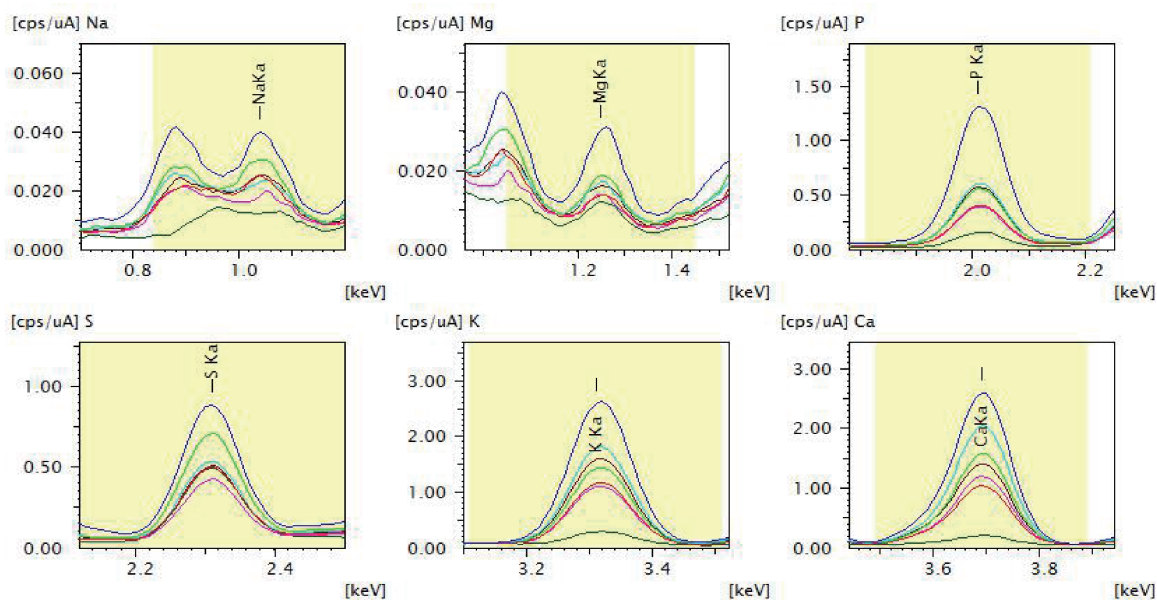 [cps/uA] Na
0.060
0.040
0.020
0.000
NaKa
0.8
1.0
[keV]
[cps/uA] Mg
0.040
0.020
0.000
MgKa
1.2
1.4
[keV]
[cps/uA] P
1.50
1.00
0.50
0.00
P Ka
2.0
2.2
[keV]
[cps/uA] S
1.00
0.50
0.00
S Ka
2.2
2.4
[keV]
[cps/uA] K
3.00
2.00
1.00
0.00
K Ka
3.2
3.4
[keV]
[cps/uA] Ca
3.00
2.00
1.00
0.00
CaKa
3.6
3.8
[keV]